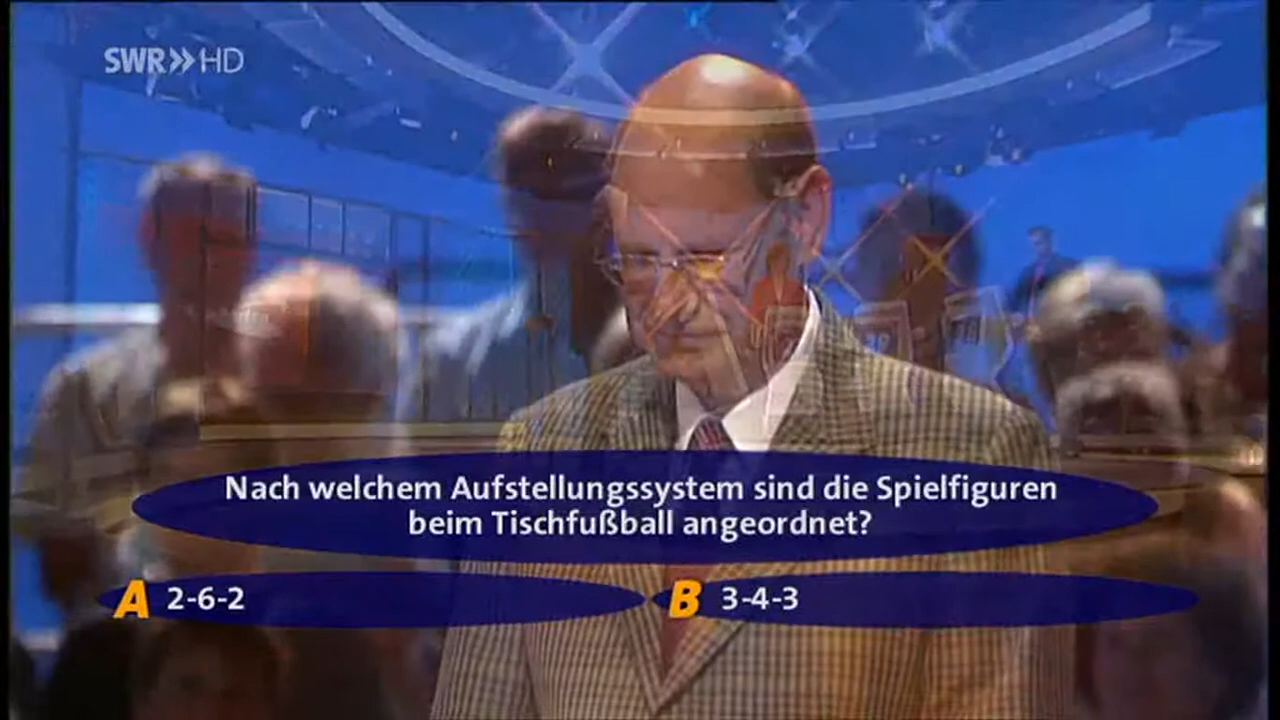 SWR»HD
Nach welchem Aufstellungssystem sind die Spielfiguren
beim Tischfußball angeordnet?
A 2-6-2
B 3-4-3